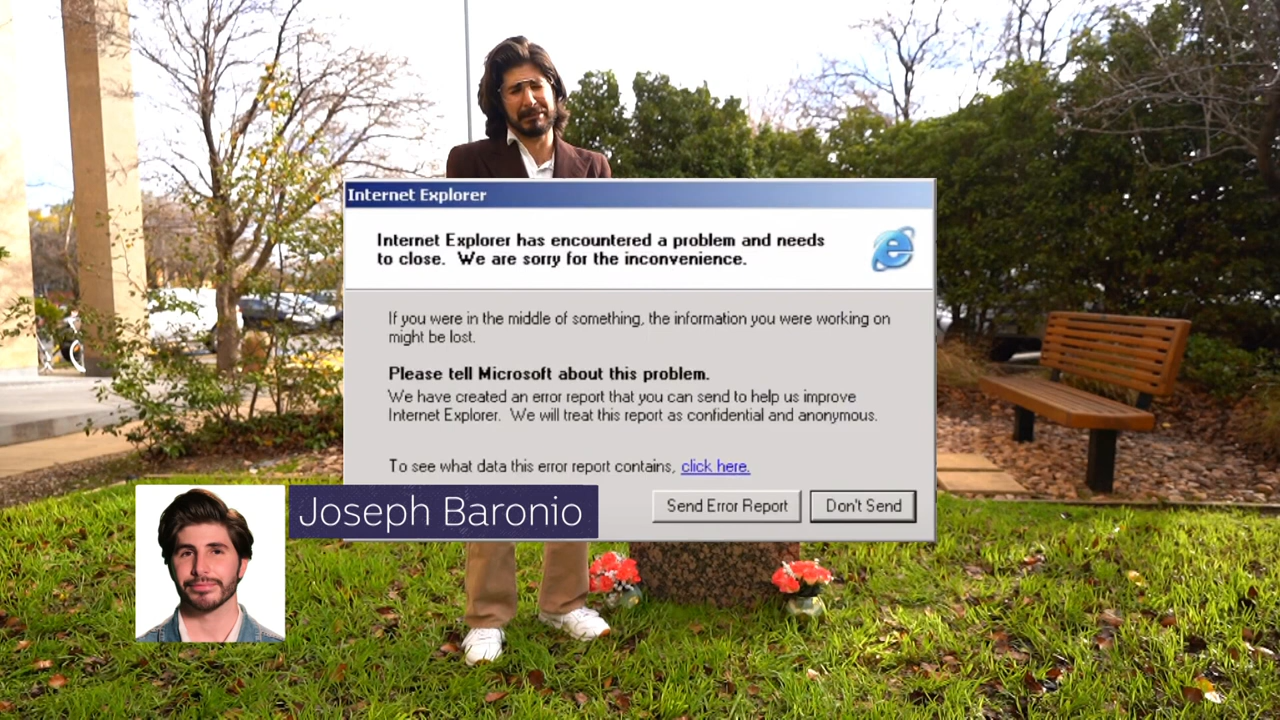 Internet Explorer
Internet Explorer has encountered a problem and needs
to close. We are sorry for the inconvenience.
If you were in the middle of something, the information you were working on
might be lost.
Please tell Microsoft about this problem.
We have created an error report that you can send to help us improve
Internet Explorer. We will treat this report as confidential and anonymous.
To see what data this error report contains, click here.
Send Error Report
Don't Send
Joseph Baronio